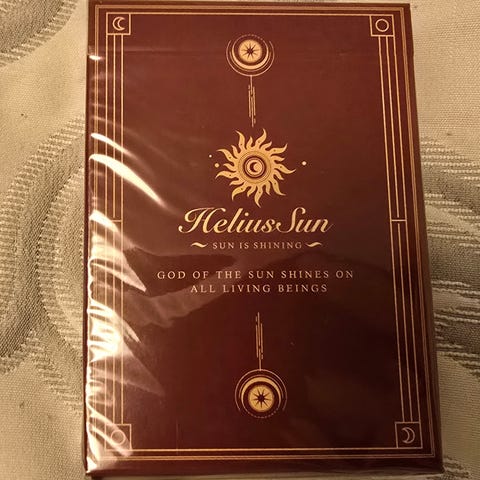 Helius Sun
SUN IS SHINING
GOD OF THE SUN SHINES ON
ALL LIVING BEINGS